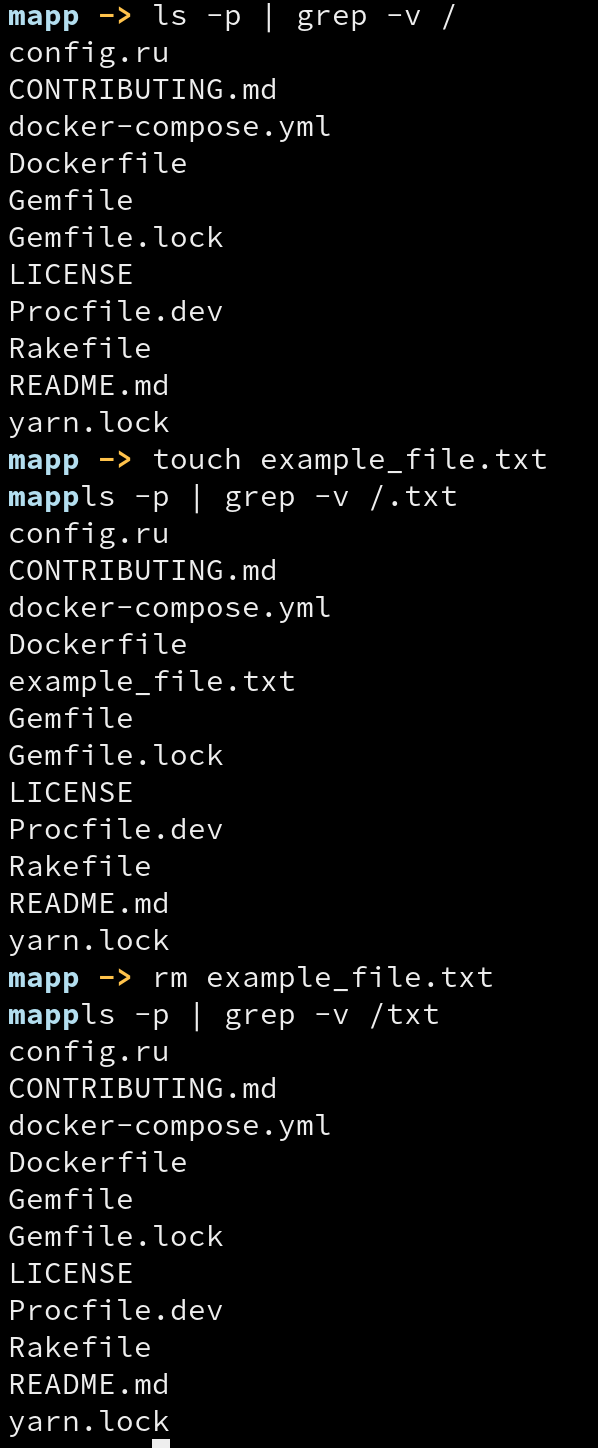 mapp -> ls -p | grep -v /
config.ru
CONTRIBUTING.md
docker-compose.yml
Dockerfile
Gemfile
Gemfile.lock
LICENSE
Procfile.dev
Rakefile
README.md
yarn.lock
mapp -> touch example_file.txt
mappls -p | grep -v /.txt
config.ru
CONTRIBUTING.md
docker-compose.yml
Dockerfile
example_file.txt
Gemfile
Gemfile.lock
LICENSE
Procfile.dev
Rakefile
README.md
yarn.lock
mapp -> rm example_file.txt
mappls -p | grep -v /txt
config.ru
CONTRIBUTING.md
docker-compose.yml
Dockerfile
Gemfile
Gemfile.lock
LICENSE
Procfile.dev
Rakefile
README.md
yarn.lock